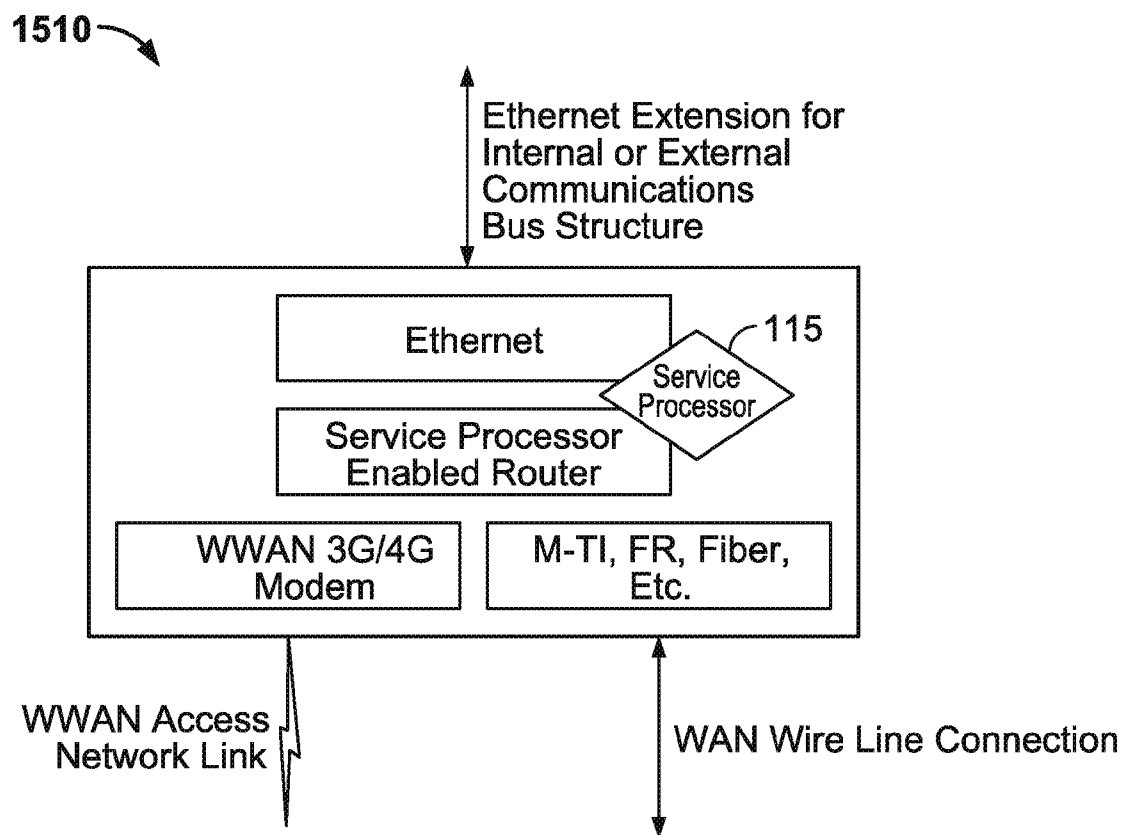 1510
Ethernet Extension for
Internal or External
Communications
Bus Structure
Ethernet
115
Service
Processor
Service Processor
Enabled Router
WWAN 3G/4G
Modem
M-TI, FR, Fiber,
Etc.
WWAN Access
Network Link
WAN Wire Line Connection